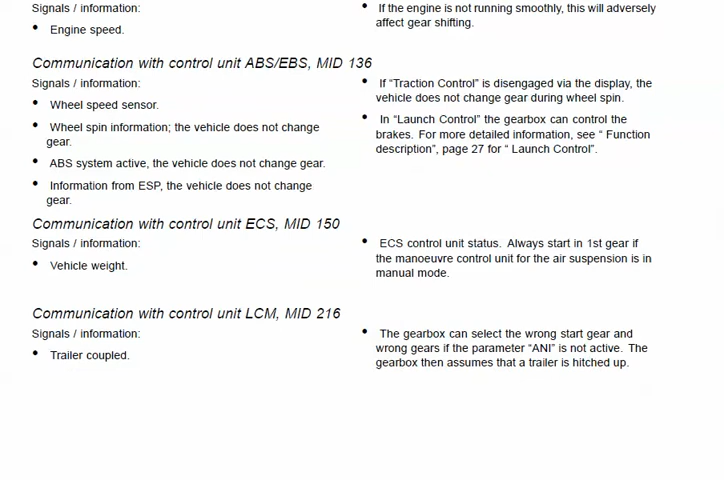 Signals / information:
• Engine speed.
• If the engine is not running smoothly, this will adversely
affect gear shifting.
Communication with control unit ABS/EBS, MID 136
Signals / information:
• Wheel speed sensor.
• Wheel spin information; the vehicle does not change
gear.
• ABS system active, the vehicle does not change gear.
• Information from ESP, the vehicle does not change
gear.
• If “Traction Control” is disengaged via the display, the
vehicle does not change gear during wheel spin.
• In “Launch Control” the gearbox can control the
brakes. For more detailed information, see “ Function
description”, page 27 for “ Launch Control”.
Communication with control unit ECS, MID 150
Signals / information:
• Vehicle weight.
• ECS control unit status. Always start in 1st gear if
the manoeuvre control unit for the air suspension is in
manual mode.
Communication with control unit LCM, MID 216
Signals / information:
• Trailer coupled.
• The gearbox can select the wrong start gear and
wrong gears if the parameter “ANI” is not active. The
gearbox then assumes that a trailer is hitched up.